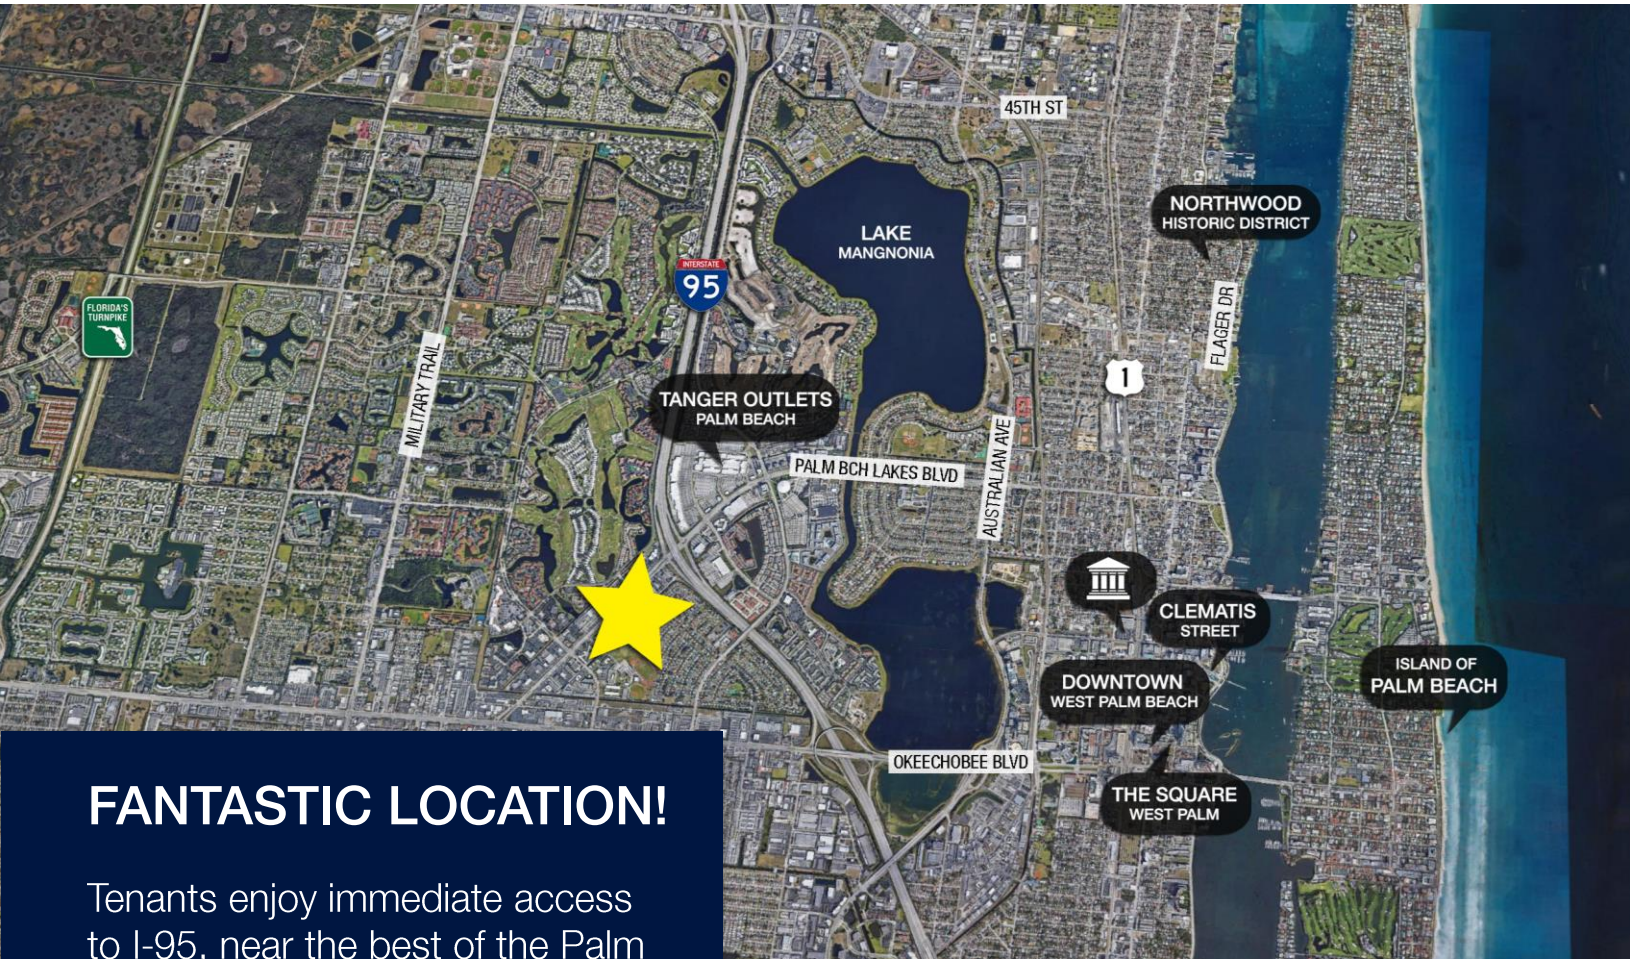 45TH ST
NORTHWOOD
HISTORIC DISTRICT
LAKE
MANGNONIA
INTERSTATE
95
FLORIDA'S
TURNPIKE
FLAGER DR
MILITARY TRAIL
1
TANGER OUTLETS
PALM BEACH
PALM BCH LAKES BLVD
AUSTRALIAN AVE
CLEMATIS
STREET
DOWNTOWN
WEST PALM BEACH
ISLAND OF
PALM BEACH
OKEECHOBEE BLVD
THE SQUARE
WEST PALM
FANTASTIC LOCATION!
Tenants enjoy immediate access
to I-95, near the best of the Palm